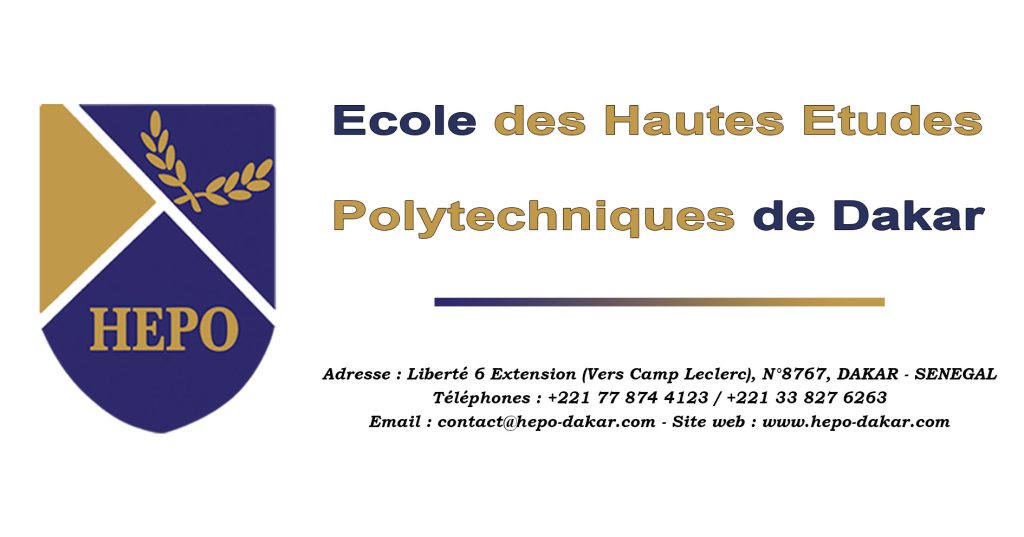 HEPO
Ecole des Hautes Etudes
Polytechniques de Dakar
Adresse : Liberté 6 Extension (Vers Camp Leclerc), N°8767, DAKAR - SENEGAL
Téléphones : +221 77 874 4123 / +221 33 827 6263
Email : contact@hepo-dakar.com - Site web : www.hepo-dakar.com